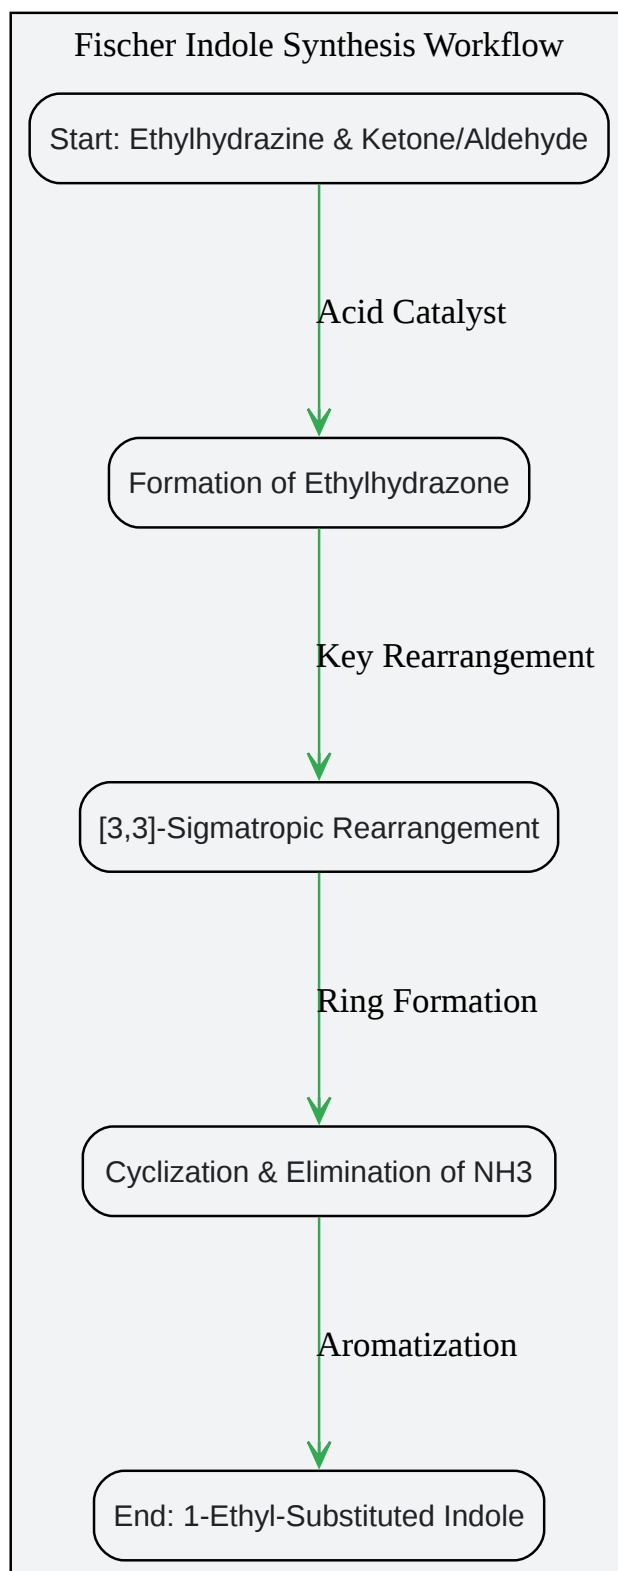 Fischer Indole Synthesis Workflow
Start: Ethylhydrazine & Ketone/Aldehyde
Acid Catalyst
Formation of Ethylhydrazone
Key Rearrangement
[3,3]-Sigmatropic Rearrangement
Ring Formation
Cyclization & Elimination of NH3
Aromatization
End: 1-Ethyl-Substituted Indole